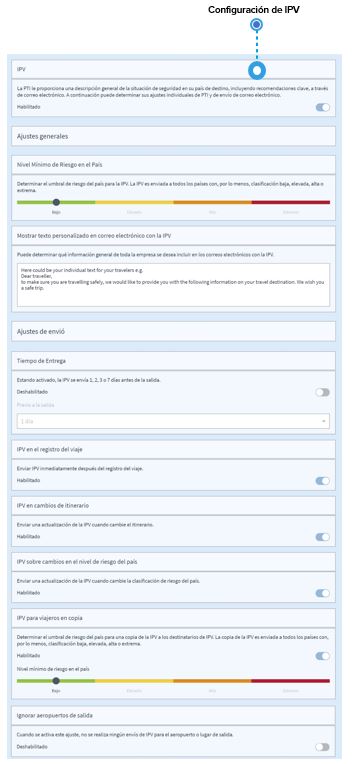 Configuración de IPV
IPV
La PTI le proporciona una descripción general de la situación de seguridad en su país de destino, incluyendo recomendaciones clave, a través
de correo electrónico. A continuación puede determinar sus ajustes individuales de PTI y de envío de correo electrónico.
Habilitado
Ajustes generales
Nivel Mínimo de Riesgo en el País
Determinar el umbral de riesgo del país para la IPV. La IPV es enviada a todos los países con, por lo menos, clasificación baja, elevada, alta o
extrema.
Bajo Elevado Alto Extremo
Mostrar texto personalizado en correo electrónico con la IPV
Puede determinar qué información general de toda la empresa se desea incluir en los correos electrónicos con la IPV.
Here could be your individual text for your travelers e.g.
Dear traveller,
to make sure you are travelling safely, we would like to provide you with the following information on your travel destination. We wish you
a safe trip.
Ajustes de envió
Tiempo de Entrega
Estando activado, la IPV se envía 1, 2, 3 o 7 días antes de la salida.
Deshabilitado
Previo a la salida
1 día
IPV en el registro del viaje
Enviar IPV inmediatamente después del registro del viaje.
Habilitado
IPV en cambios de itinerario
Enviar una actualización de la IPV cuando cambie el itinerario.
Habilitado
IPV sobre cambios en el nivel de riesgo del país
Enviar una actualización de la IPV cuando cambie la clasificación de riesgo del país.
Habilitado
IPV para viajeros en copia
Determinar el umbral de riesgo del país para una copia de la IPV a los destinatarios de IPV. La copia de la IPV es enviada a todos los países con,
por lo menos, clasificación baja, elevada, alta o extrema.
Habilitado
Nivel mínimo de riesgo en el país
Bajo Elevado Alto Extremo
Ignorar aeropuertos de salida
Cuando se activa este ajuste, no se realiza ningún envío de IPV para el aeropuerto o lugar de salida.
Deshabilitado